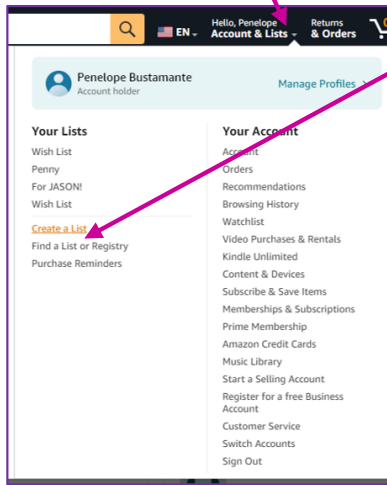 EN
Hello, Penelope
Account & Lists
Returns
& Orders
Penelope Bustamante
Account holder
Manage Profiles >
Your Lists
Wish List
Penny
For JASON!
Wish List
Create a List
Find a List or Registry
Purchase Reminders
Your Account
Account
Orders
Recommendations
Browsing History
Watchlist
Video Purchases & Rentals
Kindle Unlimited
Content & Devices
Subscribe & Save Items
Memberships & Subscriptions
Prime Membership
Amazon Credit Cards
Music Library
Start a Selling Account
Register for a free Business
Account
Customer Service
Switch Accounts
Sign Out